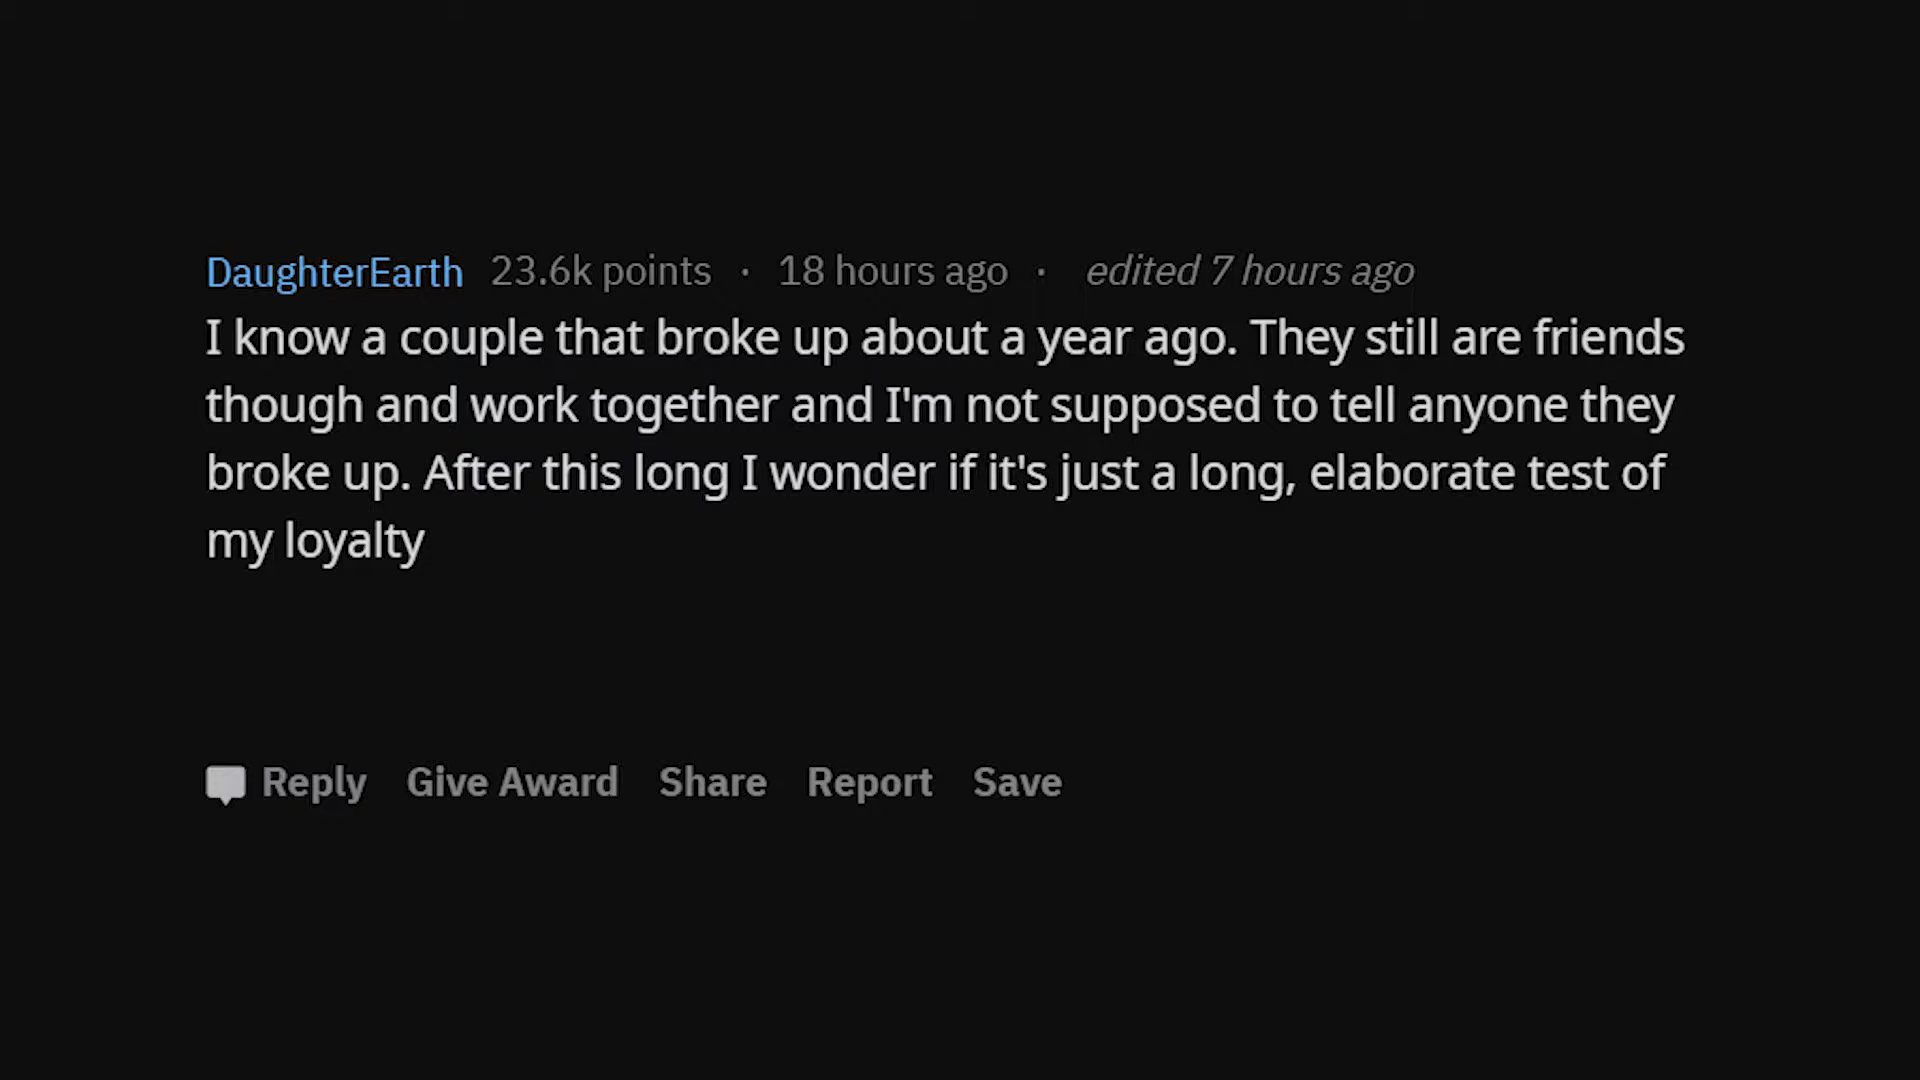 DaughterEarth 23.6k points · 18 hours ago · edited 7 hours ago
I know a couple that broke up about a year ago. They still are friends
though and work together and I'm not supposed to tell anyone they
broke up. After this long I wonder if it's just a long, elaborate test of
my loyalty
Reply Give Award Share Report Save